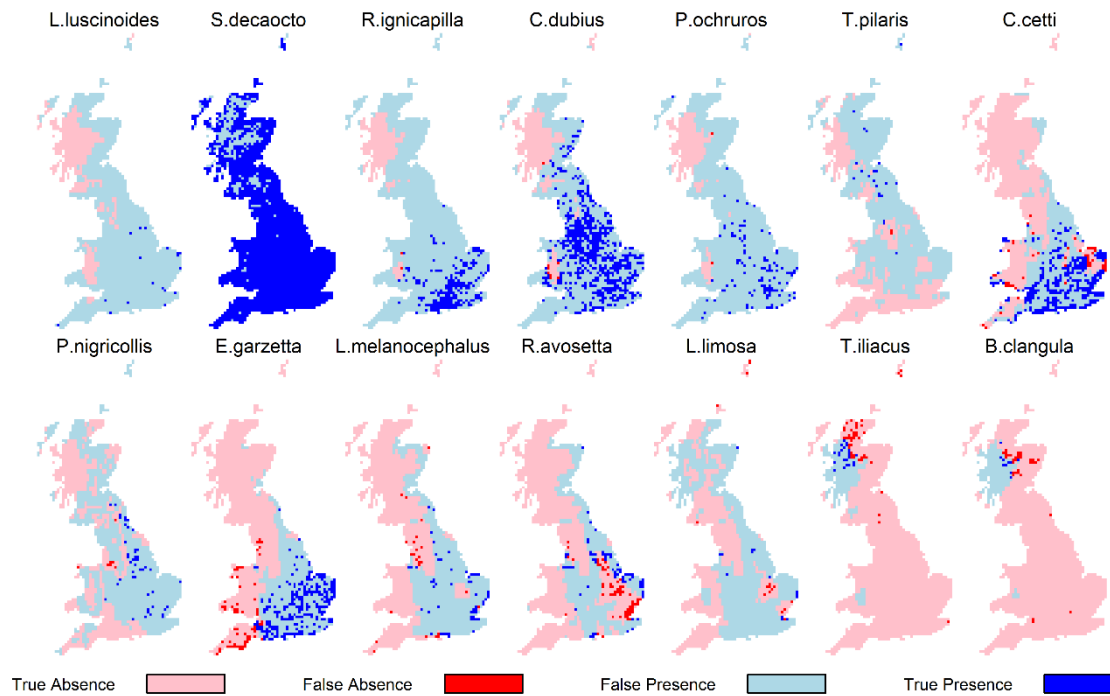 L.luscinoides S.decaocto R.ignicapilla C.dubius P.ochruros T.pilaris C.cetti
P.nigricollis E.garzetta L.melanocephalus R.avosetta L.limosa T.iliacus B.clangula
True Absence False Absence False Presence True Presence